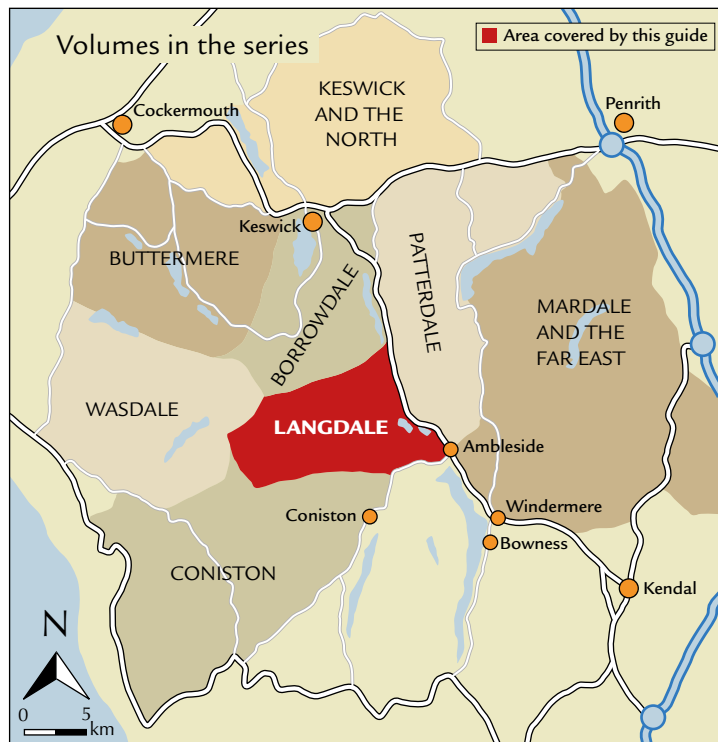 Volumes in the series
Area covered by this guide
KESWICK
AND THE
NORTH
Cockermouth
Penrith
Keswick
BUTTERMERE
BORROWDALE
PATTERDALE
MARDALE
AND THE
FAR EAST
WASDALE
LANGDALE
Ambleside
Coniston
Windermere
Bowness
CONISTON
Kendal
N
0 5
km